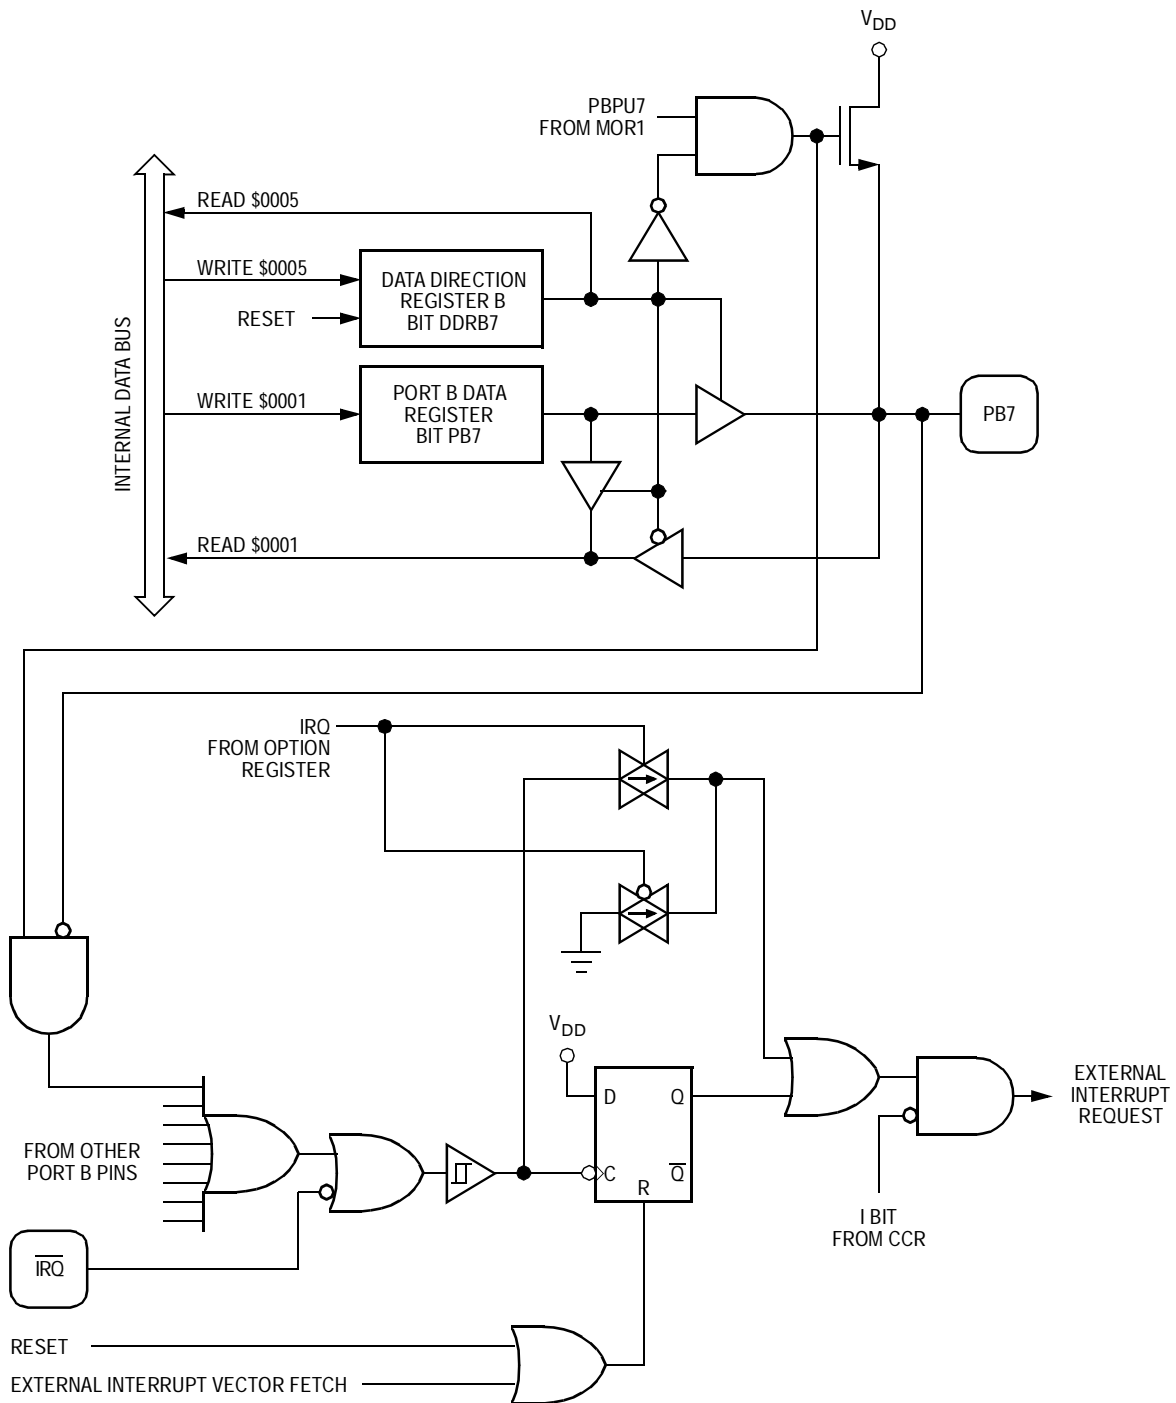 VDD
PBPU7
FROM MOR1
READ $0005
WRITE $0005
DATA DIRECTION
REGISTER B
BIT DDRB7
RESET
INTERNAL DATA BUS
WRITE $0001
PORT B DATA
REGISTER
BIT PB7
PB7
READ $0001
IRQ
FROM OPTION
REGISTER
VDD
D
Q
C
Q̅
R
EXTERNAL
INTERRUPT
REQUEST
FROM OTHER
PORT B PINS
I BIT
FROM CCR
I̅R̅Q̅
RESET
EXTERNAL INTERRUPT VECTOR FETCH